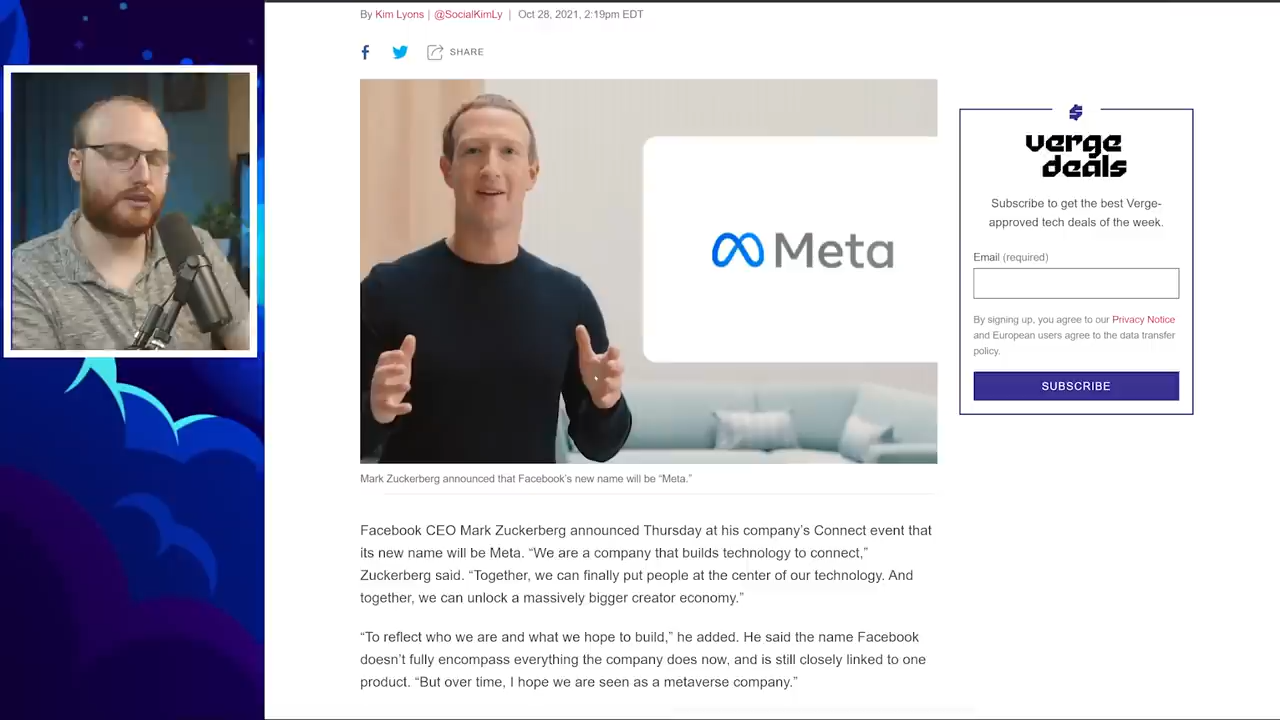 By Kim Lyons | @SocialKimLy | Oct 28, 2021, 2:19pm EDT
SHARE
Meta
Mark Zuckerberg announced that Facebook’s new name will be “Meta.”
Facebook CEO Mark Zuckerberg announced Thursday at his company’s Connect event that
its new name will be Meta. “We are a company that builds technology to connect,”
Zuckerberg said. “Together, we can finally put people at the center of our technology. And
together, we can unlock a massively bigger creator economy.”
“To reflect who we are and what we hope to build,” he added. He said the name Facebook
doesn’t fully encompass everything the company does now, and is still closely linked to one
product. “But over time, I hope we are seen as a metaverse company.”
verge
deals
Subscribe to get the best Verge-
approved tech deals of the week.
Email (required)
By signing up, you agree to our Privacy Notice
and European users agree to the data transfer
policy.
SUBSCRIBE